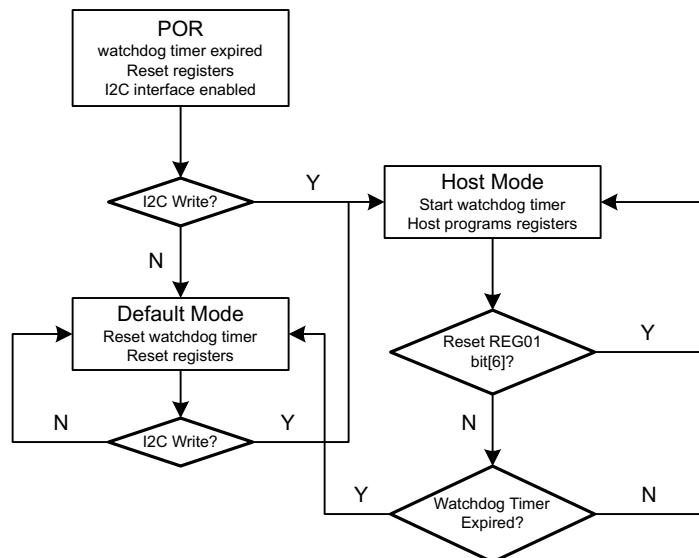 POR
watchdog timer expired
Reset registers
I2C interface enabled
I2C Write?
Y
N
Host Mode
Start watchdog timer
Host programs registers
Default Mode
Reset watchdog timer
Reset registers
Reset REG01
bit[6]?
Y
N
I2C Write?
N
Y
Watchdog Timer
Expired?
Y
N